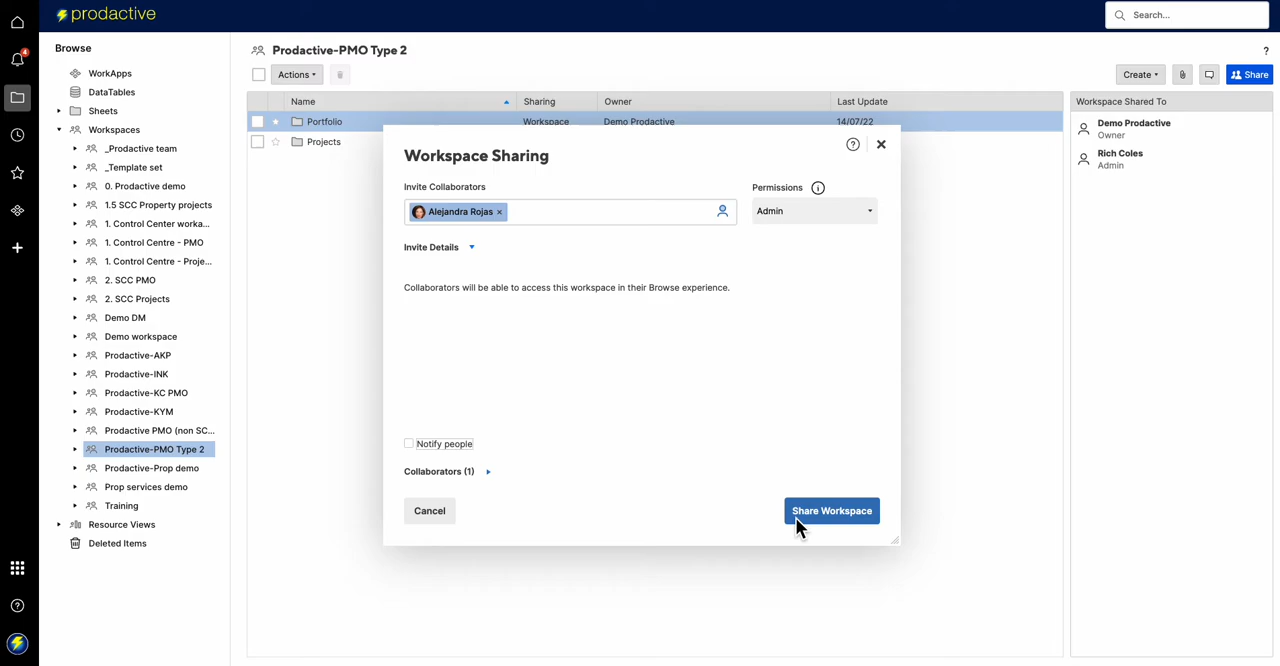 prodactive
Search...
4
Browse
WorkApps
DataTables
Sheets
Workspaces
_Prodactive team
_Template set
0. Prodactive demo
1.5 SCC Property projects
1. Control Center worka...
1. Control Centre - PMO
1. Control Centre - Proje...
2. SCC PMO
2. SCC Projects
Demo DM
Demo workspace
Prodactive-AKP
Prodactive-INK
Prodactive-KC PMO
Prodactive-KYM
Prodactive PMO (non SC...
Prodactive-PMO Type 2
Prodactive-Prop demo
Prop services demo
Training
Resource Views
Deleted Items
Prodactive-PMO Type 2
?
Actions
Create
Share
Name Sharing Owner Last Update
Portfolio Workspace Demo Prodactive 14/07/22
Projects
Workspace Shared To
Demo Prodactive
Owner
Rich Coles
Admin
Workspace Sharing
Invite Collaborators
Permissions
Alejandra Rojas
Admin
Invite Details
Collaborators will be able to access this workspace in their Browse experience.
Notify people
Collaborators (1)
Cancel
Share Workspace